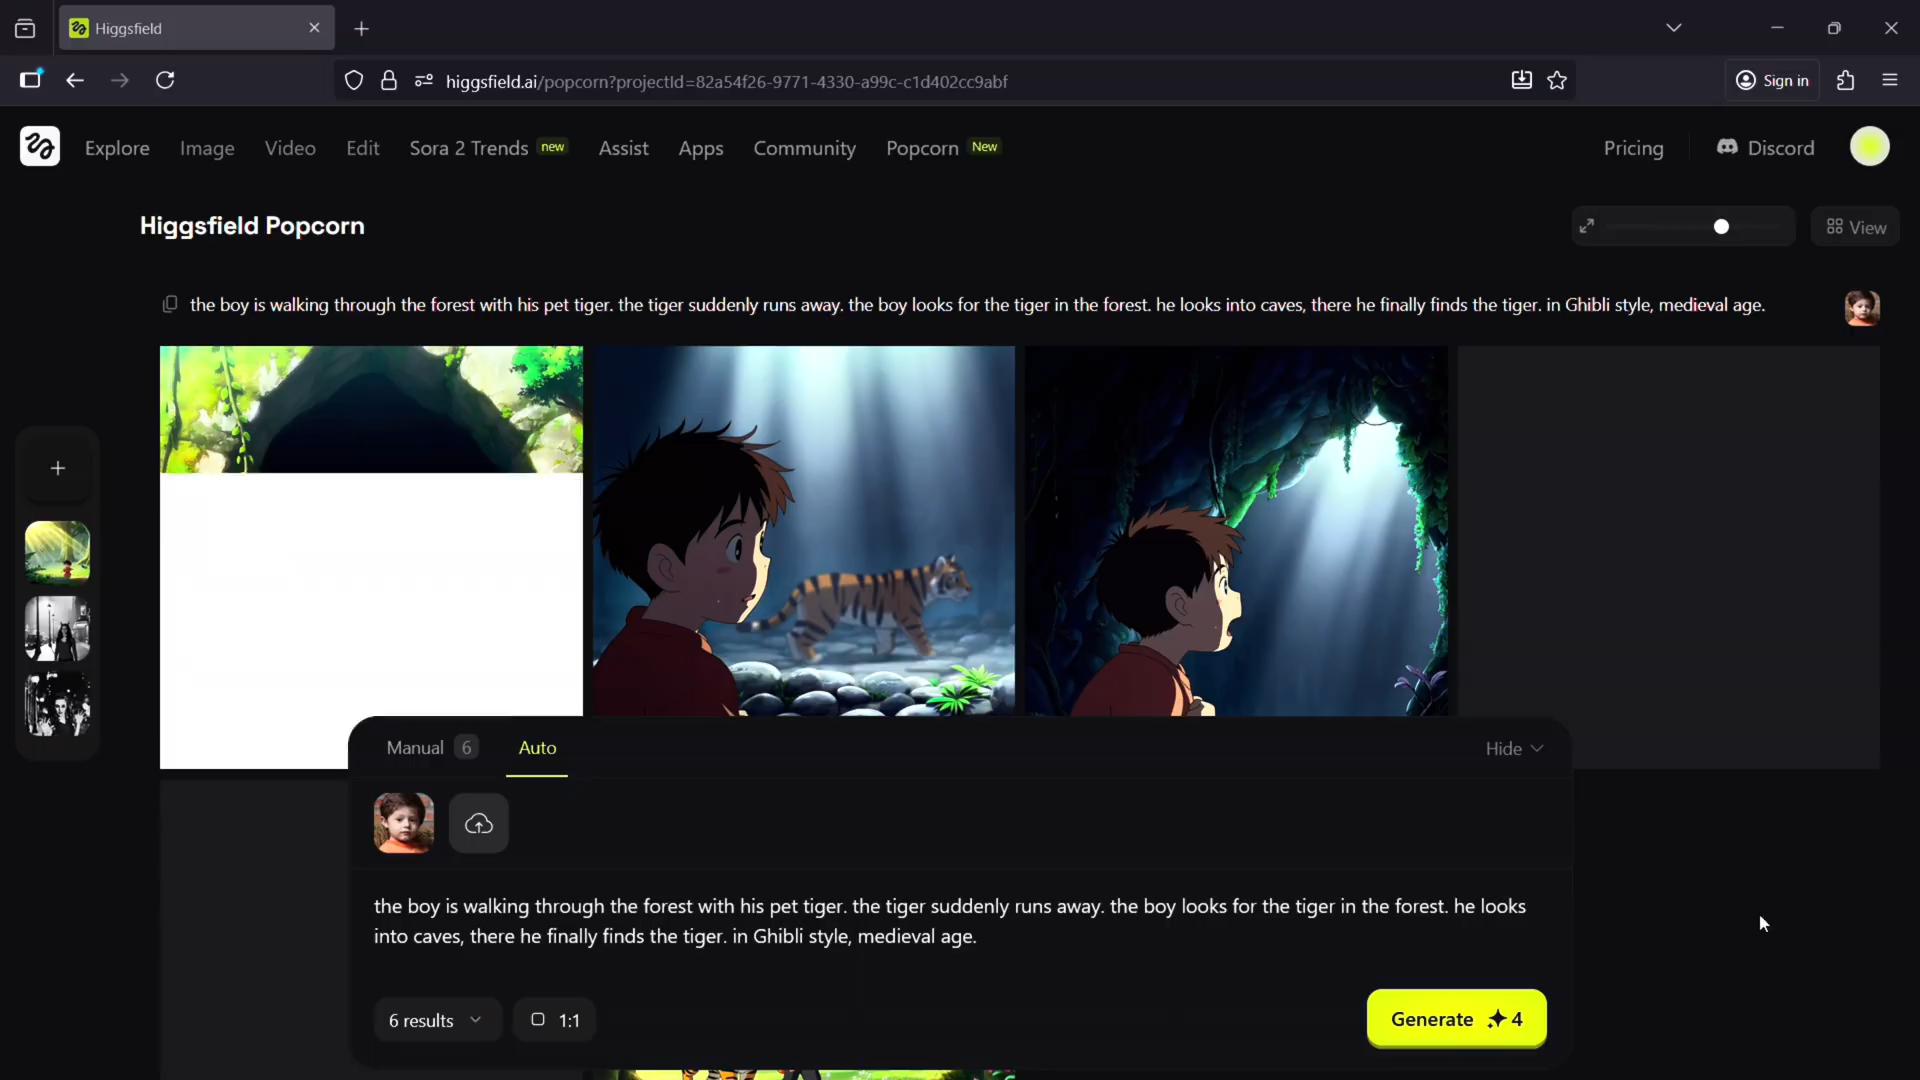 Higgsfield
higgsfield.ai/popcorn?projectId=82a54f26-9771-4330-a99c-c1d402cc9abf
Sign in
Explore
Image
Video
Edit
Sora 2 Trends new
Assist
Apps
Community
Popcorn New
Pricing
Discord
Higgsfield Popcorn
View
the boy is walking through the forest with his pet tiger. the tiger suddenly runs away. the boy looks for the tiger in the forest. he looks into caves, there he finally finds the tiger. in Ghibli style, medieval age.
Manual 6
Auto
Hide
the boy is walking through the forest with his pet tiger. the tiger suddenly runs away. the boy looks for the tiger in the forest. he looks
into caves, there he finally finds the tiger. in Ghibli style, medieval age.
6 results
1:1
Generate 4